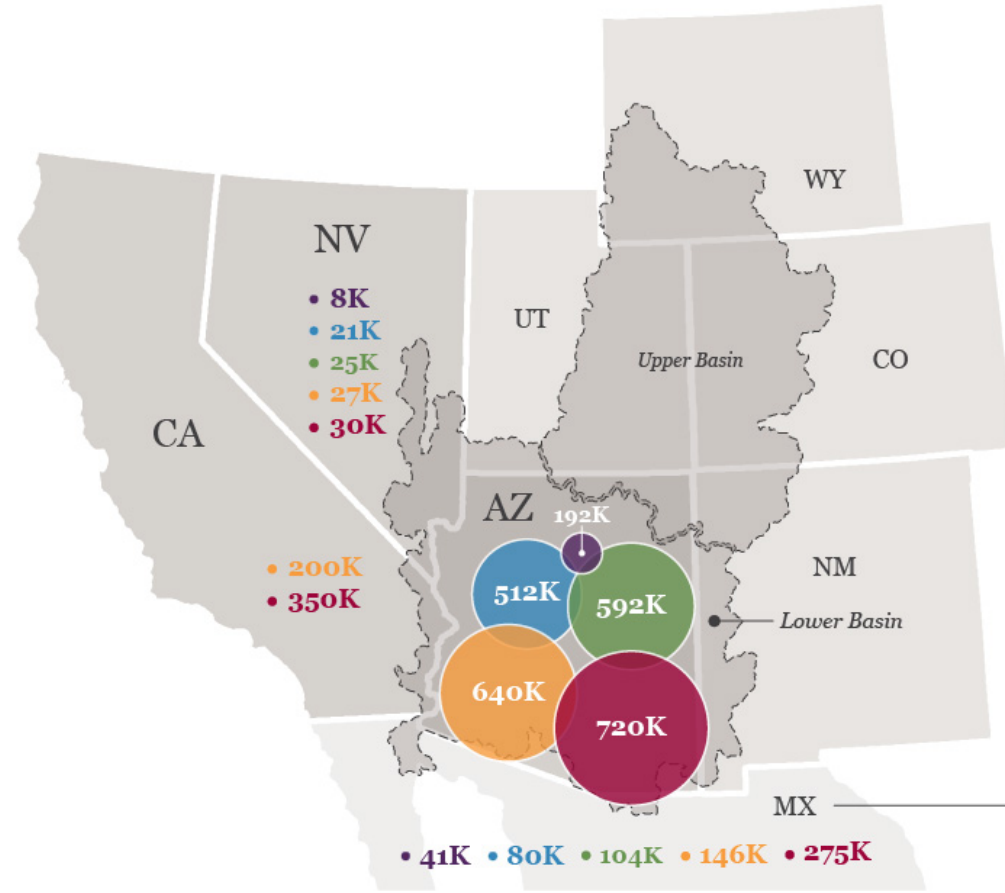 WY
NV
8K
21K
25K
27K
30K
UT
Upper Basin
CO
CA
AZ
192K
512K
592K
200K
350K
NM
Lower Basin
640K
720K
MX
41K 80K 104K 146K 275K